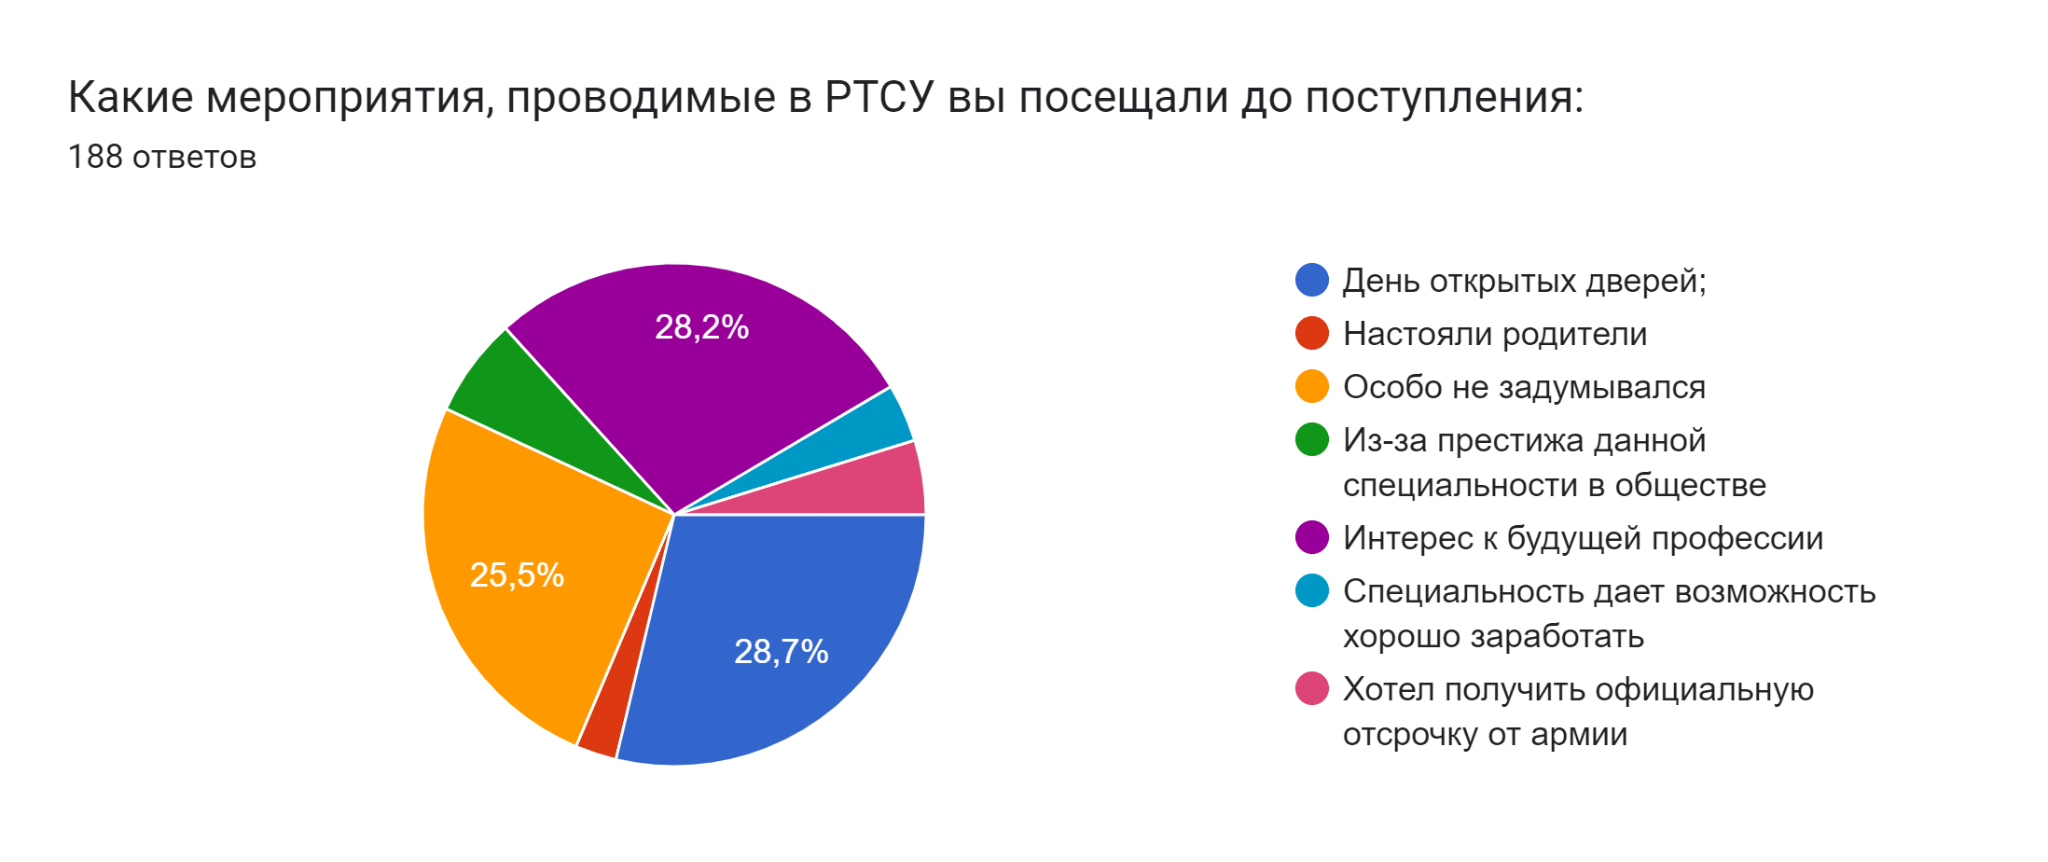 Какие мероприятия, проводимые в РТСУ вы посещали до поступления:
188 ответов
28,2%
25,5%
28,7%
День открытых дверей;
Настояли родители
Особо не задумывался
Из-за престижа данной
специальности в обществе
Интерес к будущей профессии
Специальность дает возможность
хорошо заработать
Хотел получить официальную
отсрочку от армии